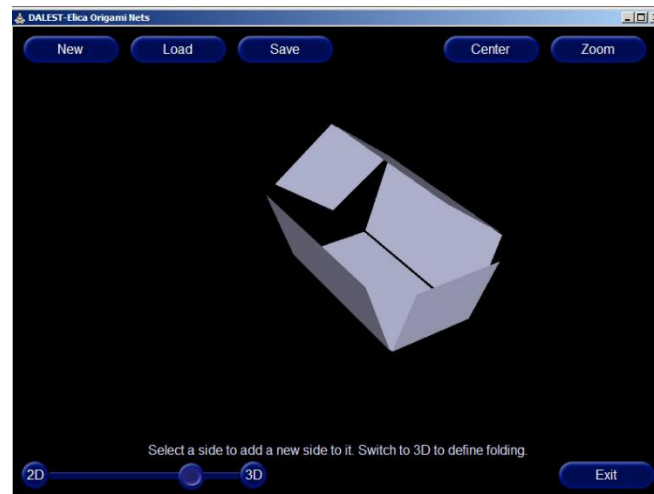 DALEST-Elica Origami Nets
New Load Save Center Zoom
Select a side to add a new side to it. Switch to 3D to define folding.
2D 3D Exit